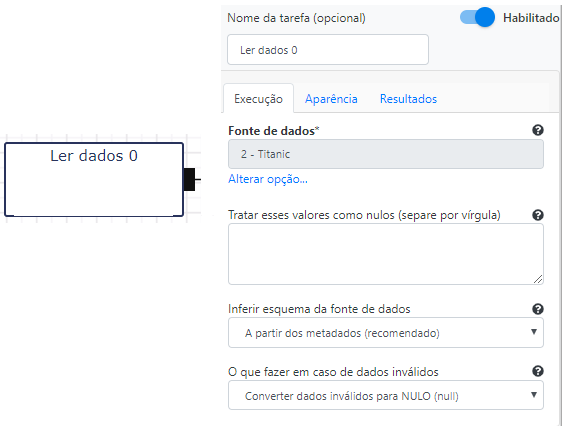 Ler dados 0
Nome da tarefa (opcional)
Habilitado
Ler dados 0
Execução
Aparência
Resultados
Fonte de dados*
2 - Titanic
Alterar opção...
Tratar esses valores como nulos (separe por vírgula)
Inferir esquema da fonte de dados
A partir dos metadados (recomendado)
O que fazer em caso de dados inválidos
Converter dados inválidos para NULO (null)